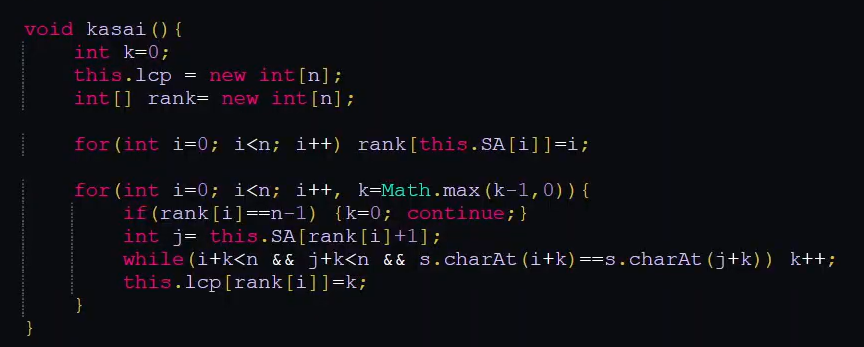 void kasai(){
    int k=0;
    this.lcp = new int[n];
    int[] rank= new int[n];

    for(int i=0; i<n; i++) rank[this.SA[i]]=i;

    for(int i=0; i<n; i++, k=Math.max(k-1,0)){
        if(rank[i]==n-1) {k=0; continue;}
        int j= this.SA[rank[i]+1];
        while(i+k<n && j+k<n && s.charAt(i+k)==s.charAt(j+k)) k++;
        this.lcp[rank[i]]=k;
    }
}